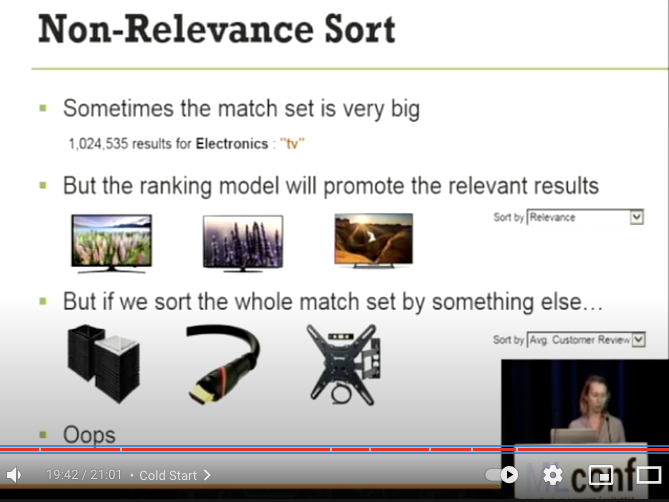 Non-Relevance Sort
Sometimes the match set is very big
1,024,535 results for Electronics : "tv"
But the ranking model will promote the relevant results
Sort by Relevance
But if we sort the whole match set by something else…
Sort by Avg. Customer Review
Oops
19:42 / 21:01 • Cold Start >
MLconf